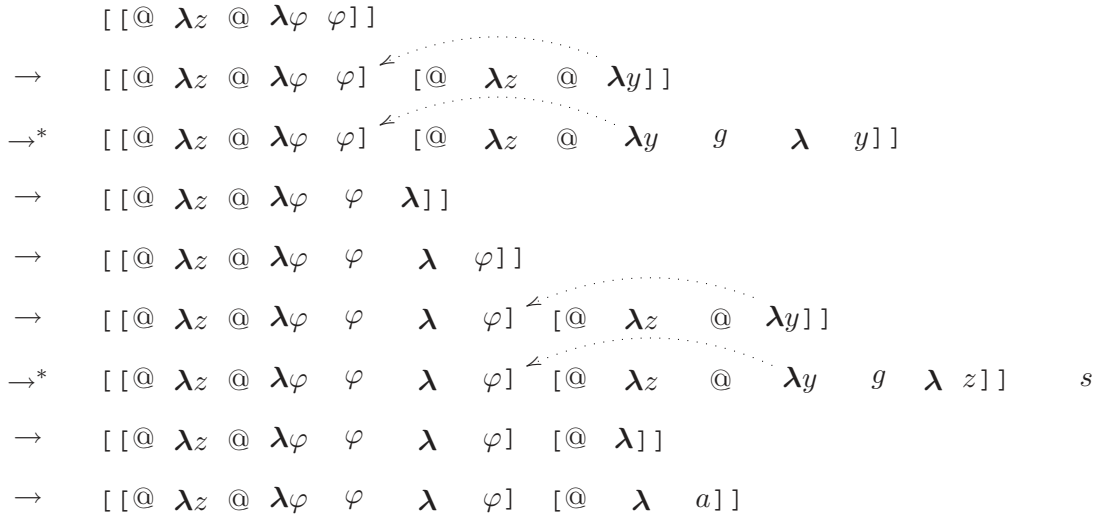 [ [ @ λz @ λφ φ ] ]
→ [ [ @ λz @ λφ φ ] [ @ λz @ λy ] ]
→* [ [ @ λz @ λφ φ ] [ @ λz @ λy g λ y ] ]
→ [ [ @ λz @ λφ φ λ ] ]
→ [ [ @ λz @ λφ φ λ φ ] ]
→ [ [ @ λz @ λφ φ λ φ ] [ @ λz @ λy ] ]
→* [ [ @ λz @ λφ φ λ φ ] [ @ λz @ λy g λ z ] ] s
→ [ [ @ λz @ λφ φ λ φ ] [ @ λ ] ]
→ [ [ @ λz @ λφ φ λ φ ] [ @ λ a ] ]